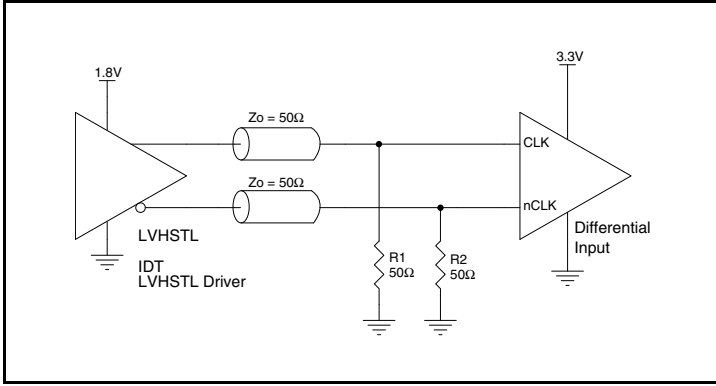 3.3V
1.8V
Zo = 50Ω
CLK
Zo = 50Ω
nCLK
LVHSTL
Differential
Input
IDT
LVHSTL Driver
R1
50Ω
R2
50Ω